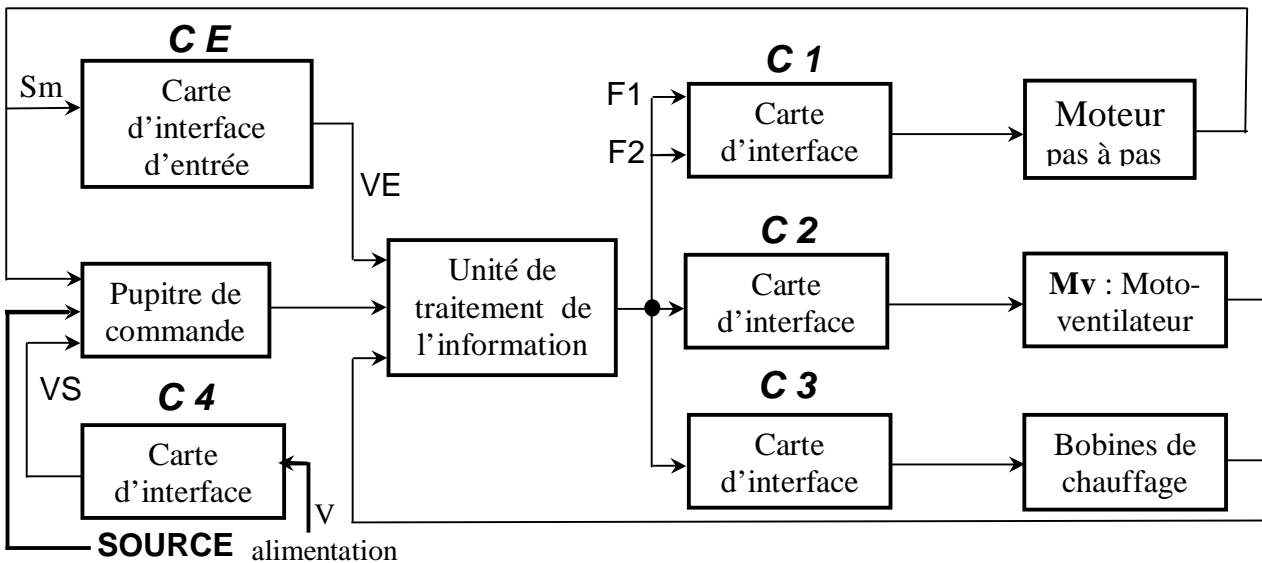 C E
Sm
Carte
d’interface
d’entrée
VE
Pupitre de
commande
VS
C 4
Carte
d’interface
V
SOURCE
alimentation
Unité de
traitement de
l’information
F1
F2
C 1
Carte
d’interface
Moteur
pas à pas
C 2
Carte
d’interface
Mv : Moto-
ventilateur
C 3
Carte
d’interface
Bobines de
chauffage